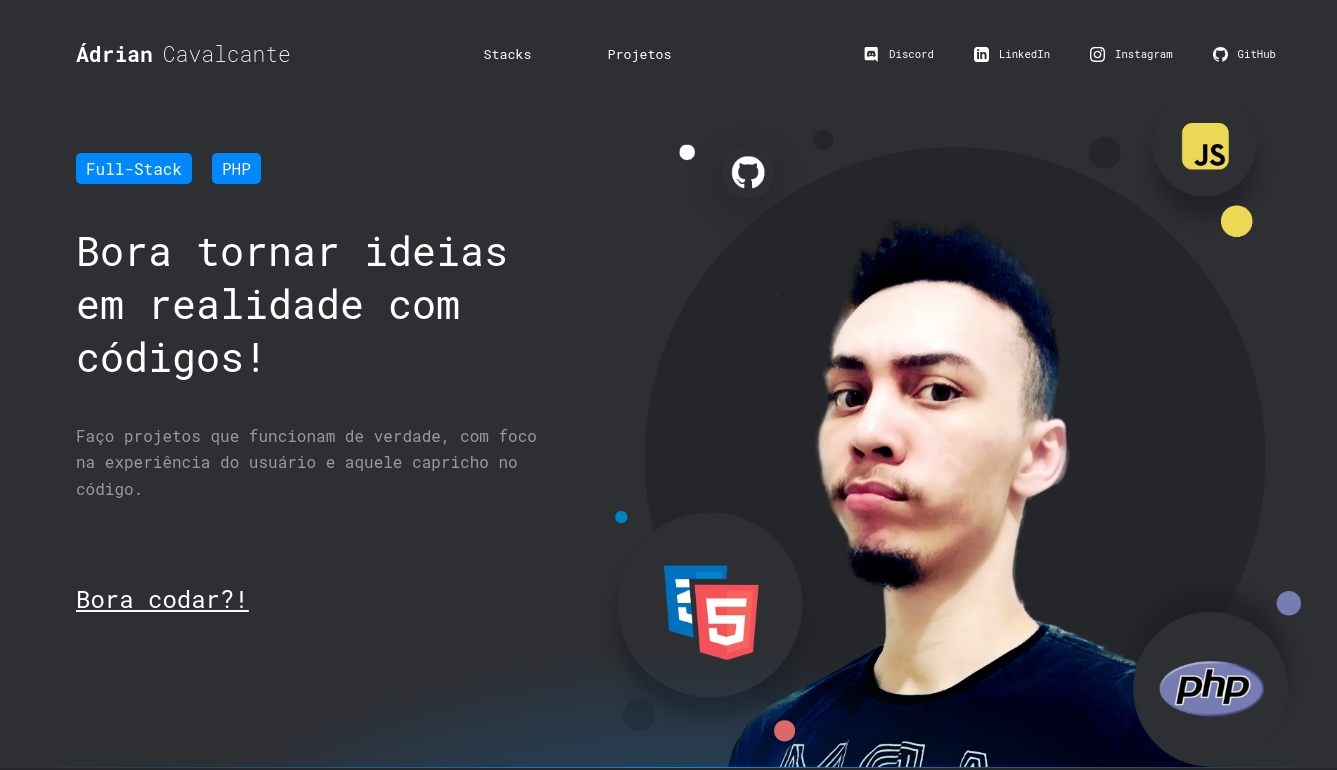 Ádrian Cavalcante
Stacks
Projetos
Discord
LinkedIn
Instagram
GitHub
Full-Stack
PHP
Bora tornar ideias
em realidade com
códigos!
Faço projetos que funcionam de verdade, com foco
na experiência do usuário e aquele capricho no
código.
Bora codar?!
JS
5
php